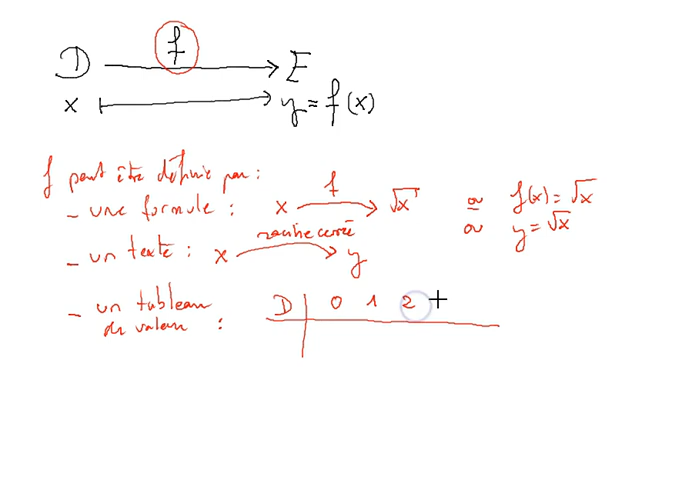 D f E
x y = f(x)
f peut être définie par :
- une formule : x f √x ou f(x) = √x
ou y = √x
- un texte : x racine carrée y
- un tableau
de valeur : D 0 1 2